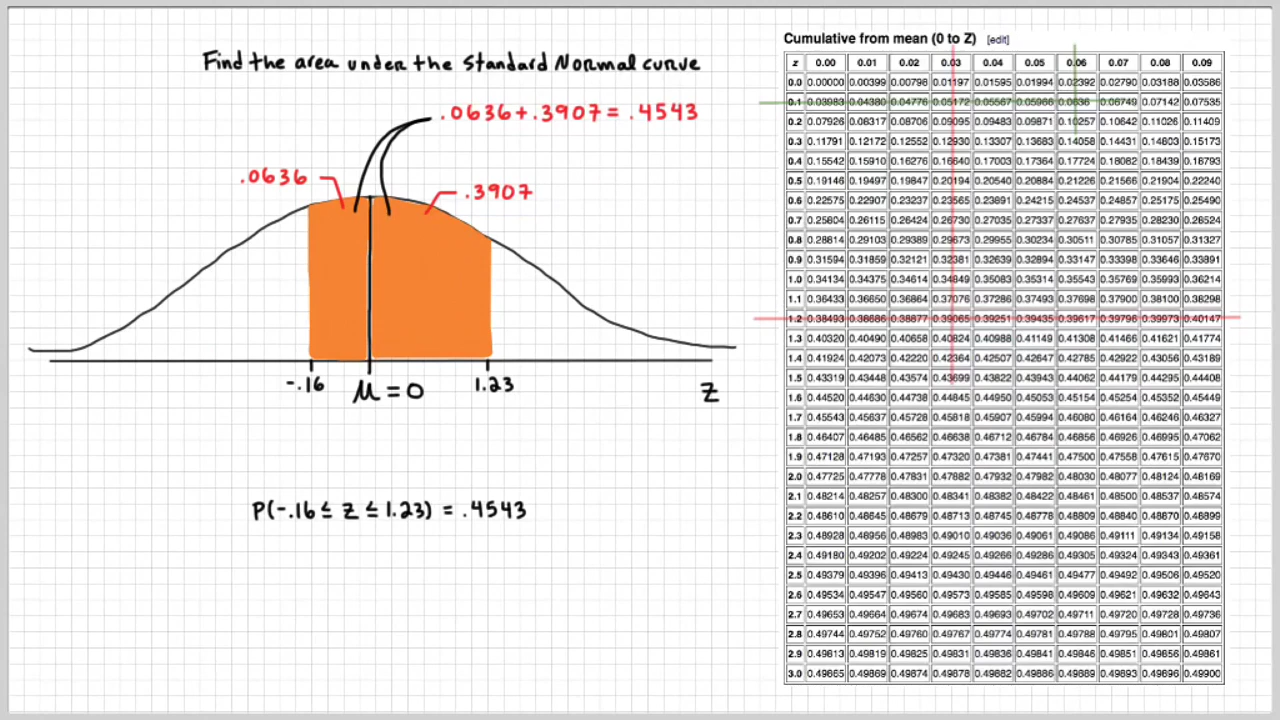 Find the area under the Standard Normal curve
.0636+.3907 = .4543
.0636
.3907
-.16
1.23
μ = 0
Z
P(-.16 ≤ Z ≤ 1.23) = .4543
Cumulative from mean (0 to Z) [edit]
z 0.00 0.01 0.02 0.03 0.04 0.05 0.06 0.07 0.08 0.09
0.0 0.00000 0.00399 0.00798 0.01197 0.01595 0.01994 0.02392 0.02790 0.03188 0.03586
0.1 0.03983 0.04380 0.04776 0.05172 0.05567 0.05966 0.0636 0.06749 0.07142 0.07535
0.2 0.07926 0.08317 0.08706 0.09095 0.09483 0.09871 0.10257 0.10642 0.11026 0.11409
0.3 0.11791 0.12172 0.12552 0.12930 0.13307 0.13683 0.14058 0.14431 0.14803 0.15173
0.4 0.15542 0.15910 0.16276 0.16640 0.17003 0.17364 0.17724 0.18082 0.18439 0.18793
0.5 0.19146 0.19497 0.19847 0.20194 0.20540 0.20884 0.21226 0.21566 0.21904 0.22240
0.6 0.22575 0.22907 0.23237 0.23565 0.23891 0.24215 0.24537 0.24857 0.25175 0.25490
0.7 0.25804 0.26115 0.26424 0.26730 0.27035 0.27337 0.27637 0.27935 0.28230 0.28524
0.8 0.28814 0.29103 0.29389 0.29673 0.29955 0.30234 0.30511 0.30785 0.31057 0.31327
0.9 0.31594 0.31859 0.32121 0.32381 0.32639 0.32894 0.33147 0.33398 0.33646 0.33891
1.0 0.34134 0.34375 0.34614 0.34849 0.35083 0.35314 0.35543 0.35769 0.35993 0.36214
1.1 0.36433 0.36650 0.36864 0.37076 0.37286 0.37493 0.37698 0.37900 0.38100 0.38298
1.2 0.38493 0.38686 0.38877 0.39065 0.39251 0.39435 0.39617 0.39796 0.39973 0.40147
1.3 0.40320 0.40490 0.40658 0.40824 0.40988 0.41149 0.41308 0.41466 0.41621 0.41774
1.4 0.41924 0.42073 0.42220 0.42364 0.42507 0.42647 0.42785 0.42922 0.43056 0.43189
1.5 0.43319 0.43448 0.43574 0.43699 0.43822 0.43943 0.44062 0.44179 0.44295 0.44408
1.6 0.44520 0.44630 0.44738 0.44845 0.44950 0.45053 0.45154 0.45254 0.45352 0.45449
1.7 0.45543 0.45637 0.45728 0.45818 0.45907 0.45994 0.46080 0.46164 0.46246 0.46327
1.8 0.46407 0.46485 0.46562 0.46638 0.46712 0.46784 0.46856 0.46926 0.46995 0.47062
1.9 0.47128 0.47193 0.47257 0.47320 0.47381 0.47441 0.47500 0.47558 0.47615 0.47670
2.0 0.47725 0.47778 0.47831 0.47882 0.47932 0.47982 0.48030 0.48077 0.48124 0.48169
2.1 0.48214 0.48257 0.48300 0.48341 0.48382 0.48422 0.48461 0.48500 0.48537 0.48574
2.2 0.48610 0.48645 0.48679 0.48713 0.48745 0.48778 0.48809 0.48840 0.48870 0.48899
2.3 0.48928 0.48956 0.48983 0.49010 0.49036 0.49061 0.49086 0.49111 0.49134 0.49158
2.4 0.49180 0.49202 0.49224 0.49245 0.49266 0.49286 0.49305 0.49324 0.49343 0.49361
2.5 0.49379 0.49396 0.49413 0.49430 0.49446 0.49461 0.49477 0.49492 0.49506 0.49520
2.6 0.49534 0.49547 0.49560 0.49573 0.49585 0.49598 0.49609 0.49621 0.49632 0.49643
2.7 0.49653 0.49664 0.49674 0.49683 0.49693 0.49702 0.49711 0.49720 0.49728 0.49736
2.8 0.49744 0.49752 0.49760 0.49767 0.49774 0.49781 0.49788 0.49795 0.49801 0.49807
2.9 0.49813 0.49819 0.49825 0.49831 0.49836 0.49841 0.49846 0.49851 0.49856 0.49861
3.0 0.49865 0.49869 0.49874 0.49878 0.49882 0.49886 0.49889 0.49893 0.49896 0.49900